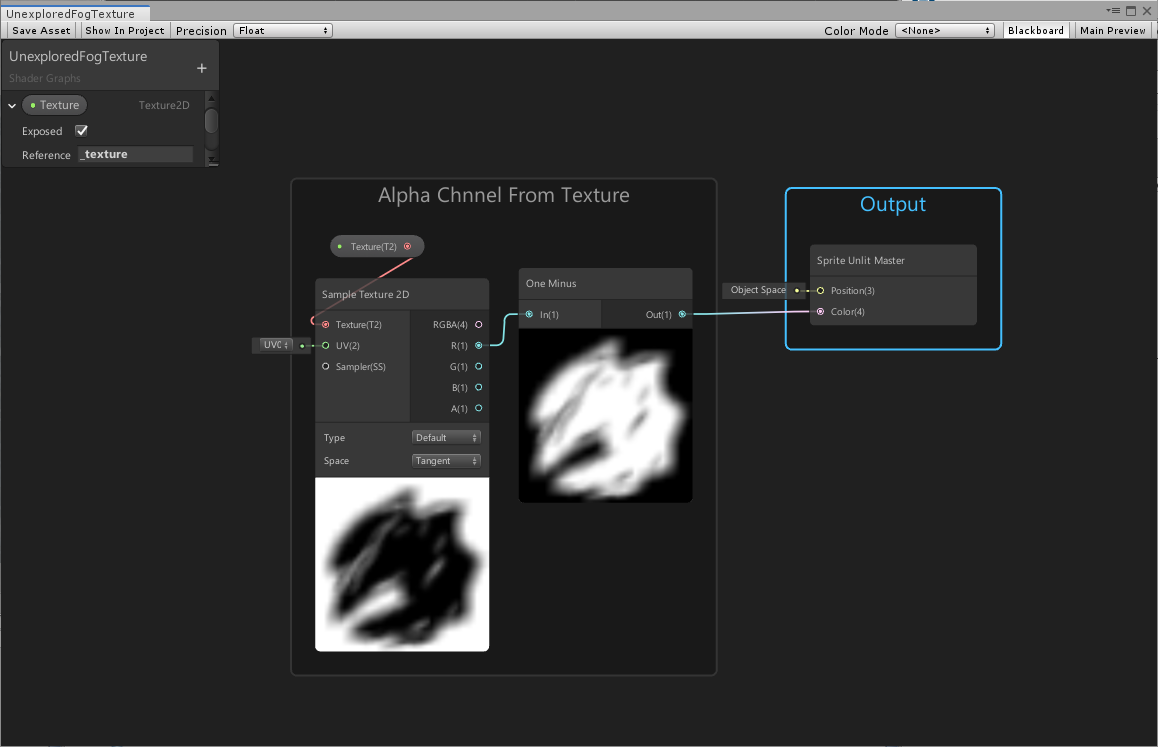 UnexploredFogTexture
Save Asset Show In Project Precision Float Color Mode <None> Blackboard Main Preview
UnexploredFogTexture
+
Shader Graphs
Texture Texture2D
Exposed
Reference _texture
Alpha Chnnel From Texture
Output
Texture(T2)
Sprite Unlit Master
One Minus
Sample Texture 2D
Object Space Position(3)
In(1) Out(1) Color(4)
Texture(T2) RGBA(4)
UV0 UV(2) R(1)
Sampler(SS) G(1)
B(1)
A(1)
Type Default
Space Tangent